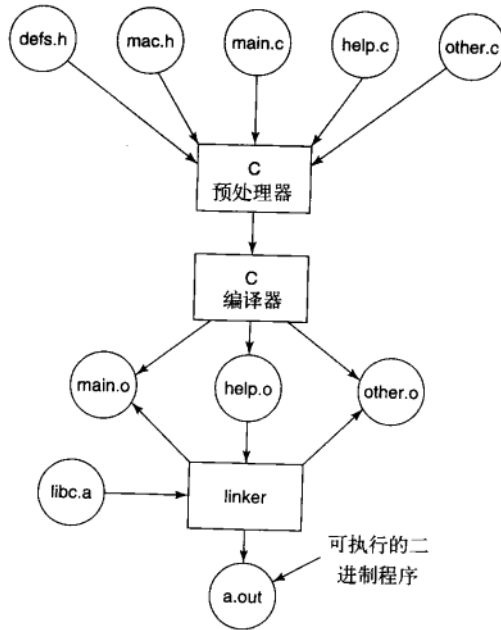 defs.h
mac.h
main.c
help.c
other.c
C
预处理器
C
编译器
main.o
help.o
other.o
libc.a
linker
可执行的二
进制程序
a.out